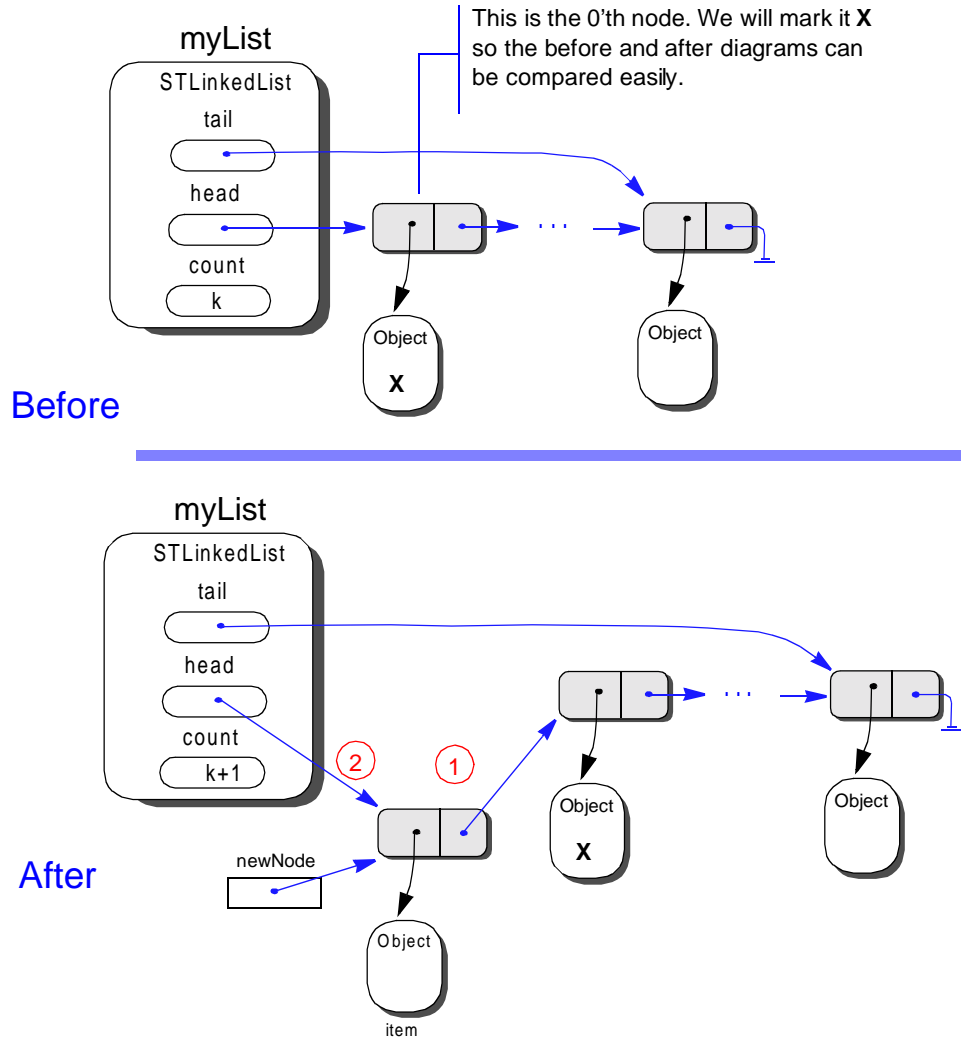 This is the 0'th node. We will mark it X
so the before and after diagrams can
be compared easily.
myList
STLinkedList
tail
head
count
k
...
Object
X
Object
Before
myList
STLinkedList
tail
head
count
k+1
2
1
...
Object
X
Object
After
newNode
Object
item